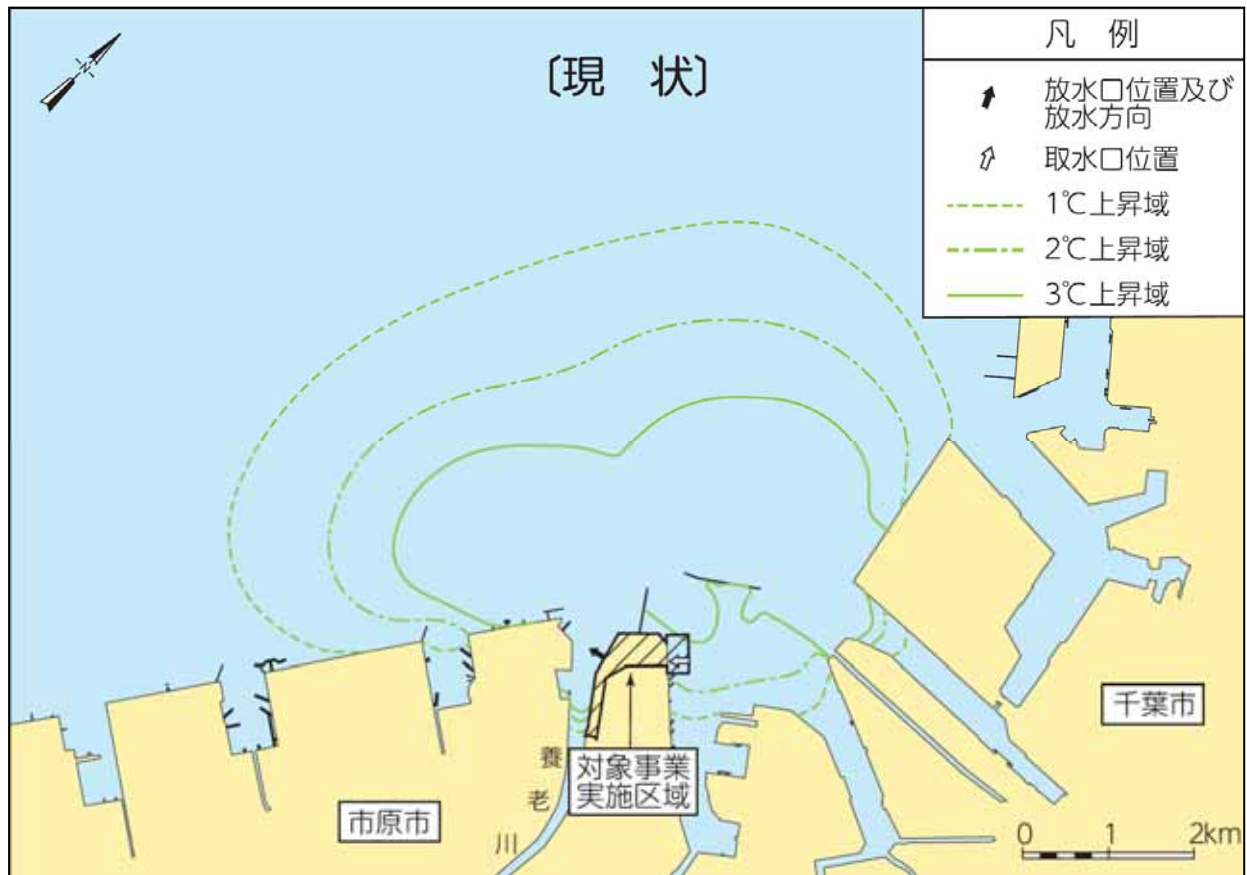 〔現 状〕
凡 例
放水口位置及び
放水方向
取水口位置
1℃上昇域
2℃上昇域
3℃上昇域
N
千葉市
対象事業
実施区域
市原市
養
老
川
0 1 2km